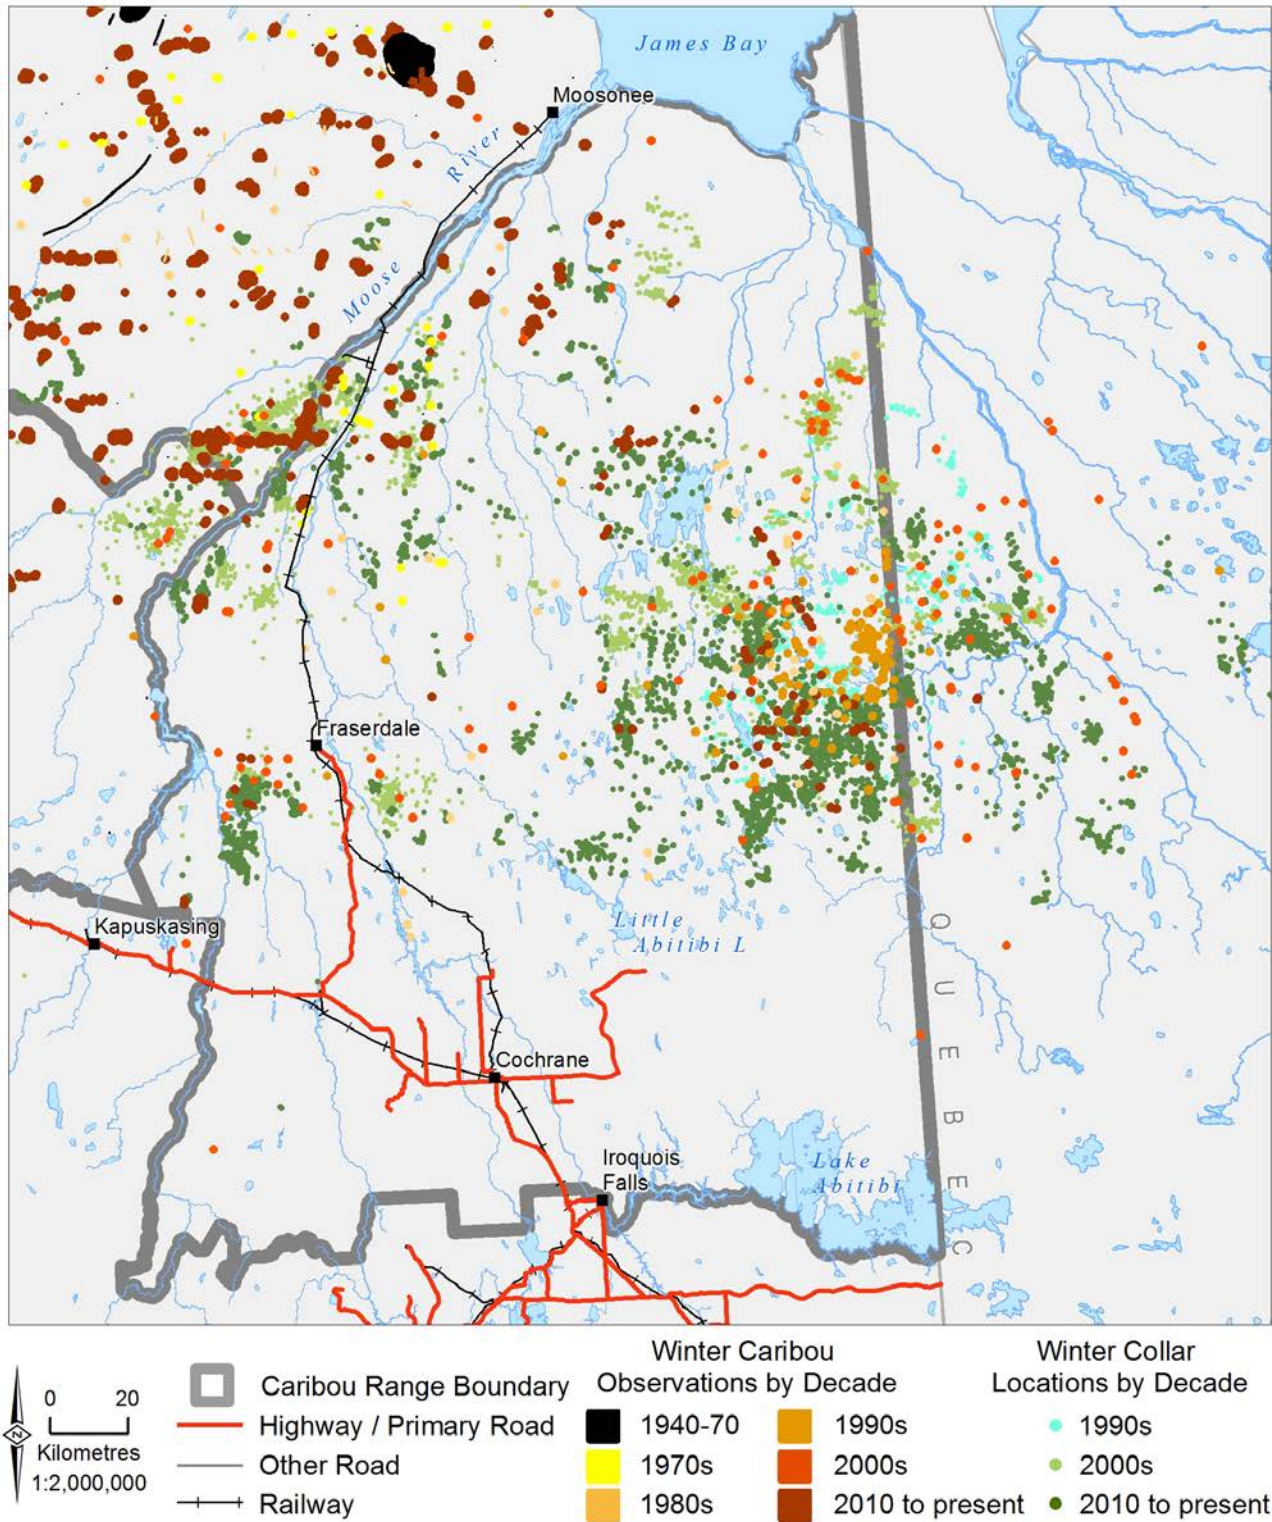 James Bay
Moosonee
River
Moose
Fraserdale
Kapuskasing
Little
Abitibi L
QUEBEC
Cochrane
Iroquois
Falls
Lake
Abitibi
Winter Caribou
Observations by Decade
Winter Collar
Locations by Decade
N
0 20
Kilometres
1:2,000,000
Caribou Range Boundary
Highway / Primary Road
Other Road
Railway
1940-70
1970s
1980s
1990s
2000s
2010 to present
1990s
2000s
2010 to present